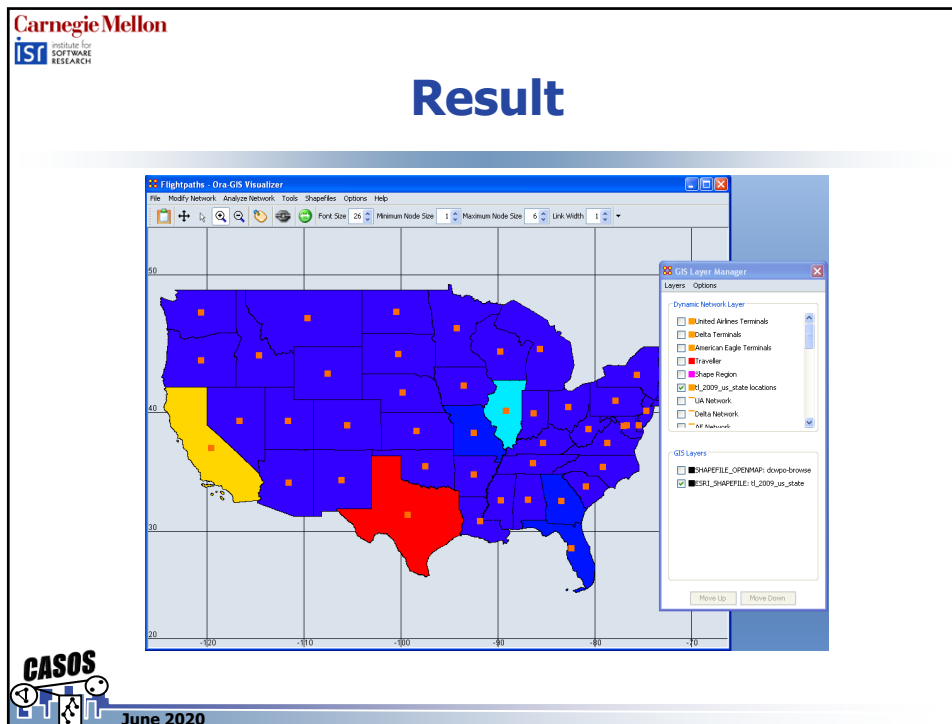 Carnegie Mellon
isr institute for
SOFTWARE
RESEARCH
Result
Flightpaths - Ora-GIS Visualizer
File Modify Network Analyze Network Tools Shapefiles Options Help
Font Size 26 Minimum Node Size 1 Maximum Node Size 6 Link Width 1
50
40
30
20
-120 -110 -100 -90 -80 -70
GIS Layer Manager
Layers Options
Dynamic Network Layer
United Airlines Terminals
Delta Terminals
American Eagle Terminals
Traveller
Shape Region
tl_2009_us_state locations
UA Network
Delta Network
AE Network
GIS Layers
SHAPEFILE_OPENMAP: dcwpo-browse
ESRI_SHAPEFILE: tl_2009_us_state
Move Up Move Down
CASOS
June 2020